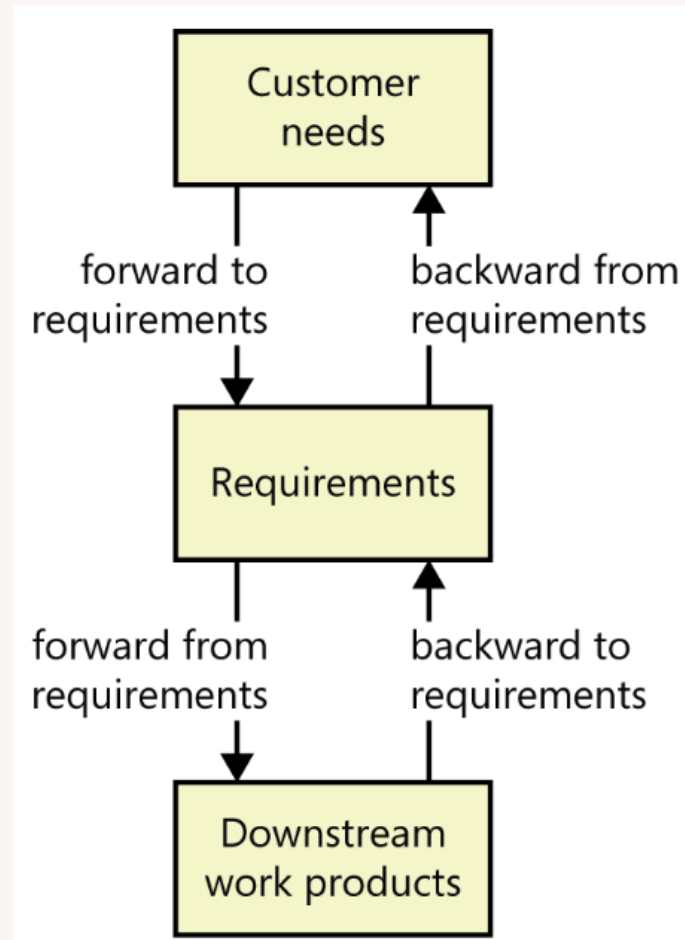 Customer
needs
forward to
requirements
backward from
requirements
Requirements
forward from
requirements
backward to
requirements
Downstream
work products